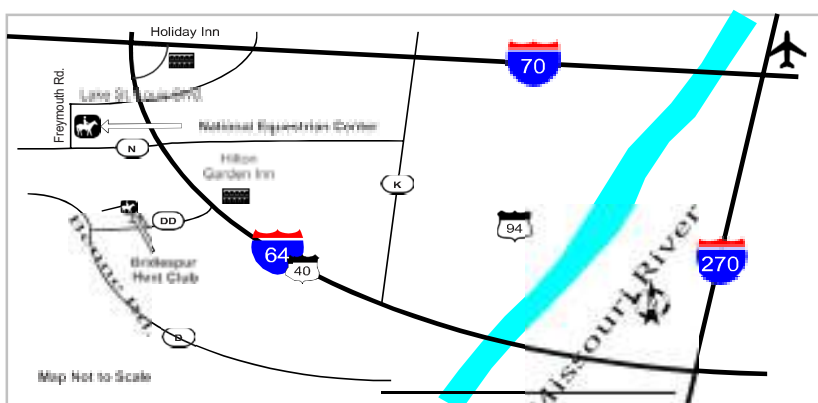 Holiday Inn
70
Freymouth Rd.
Lake St. Louis Blvd.
National Equestrian Center
N
Hilton
Garden Inn
K
DD
94
64
40
270
Bridlespur
Hunt Club
Missouri River
D
Map Not to Scale